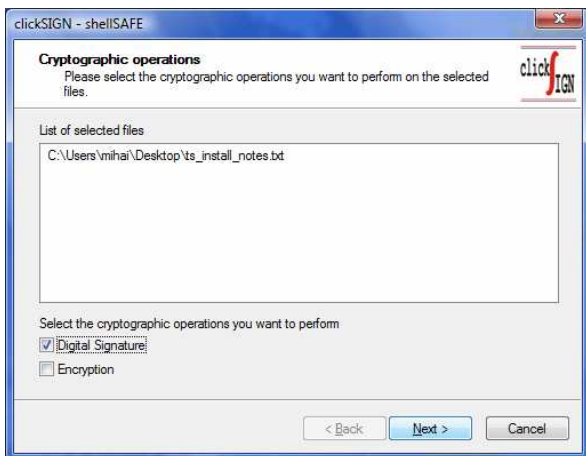 clickSIGN - shellSAFE
Cryptographic operations
Please select the cryptographic operations you want to perform on the selected
files.
click SIGN
List of selected files
C:\Users\mihai\Desktop\ts_install_notes.txt
Select the cryptographic operations you want to perform
Digital Signature
Encryption
< Back
Next >
Cancel